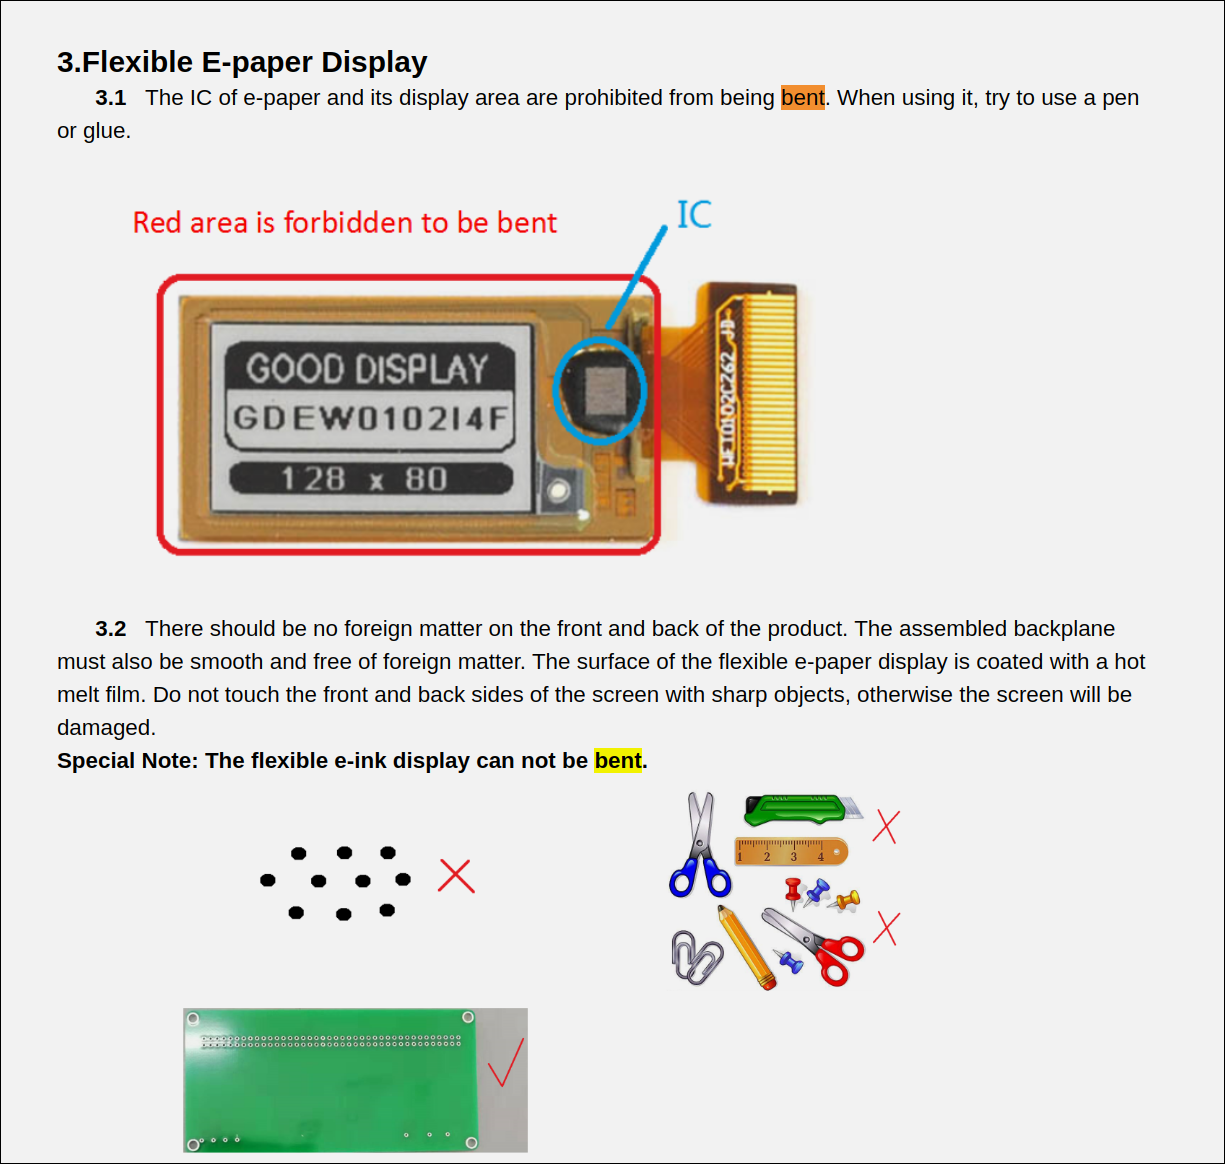 3.Flexible E-paper Display
3.1 The IC of e-paper and its display area are prohibited from being bent. When using it, try to use a pen
or glue.
Red area is forbidden to be bent
IC
GOOD DISPLAY
GDEW0102I4F
128 x 80
3.2 There should be no foreign matter on the front and back of the product. The assembled backplane
must also be smooth and free of foreign matter. The surface of the flexible e-paper display is coated with a hot
melt film. Do not touch the front and back sides of the screen with sharp objects, otherwise the screen will be
damaged.
Special Note: The flexible e-ink display can not be bent.
1 2 3 4